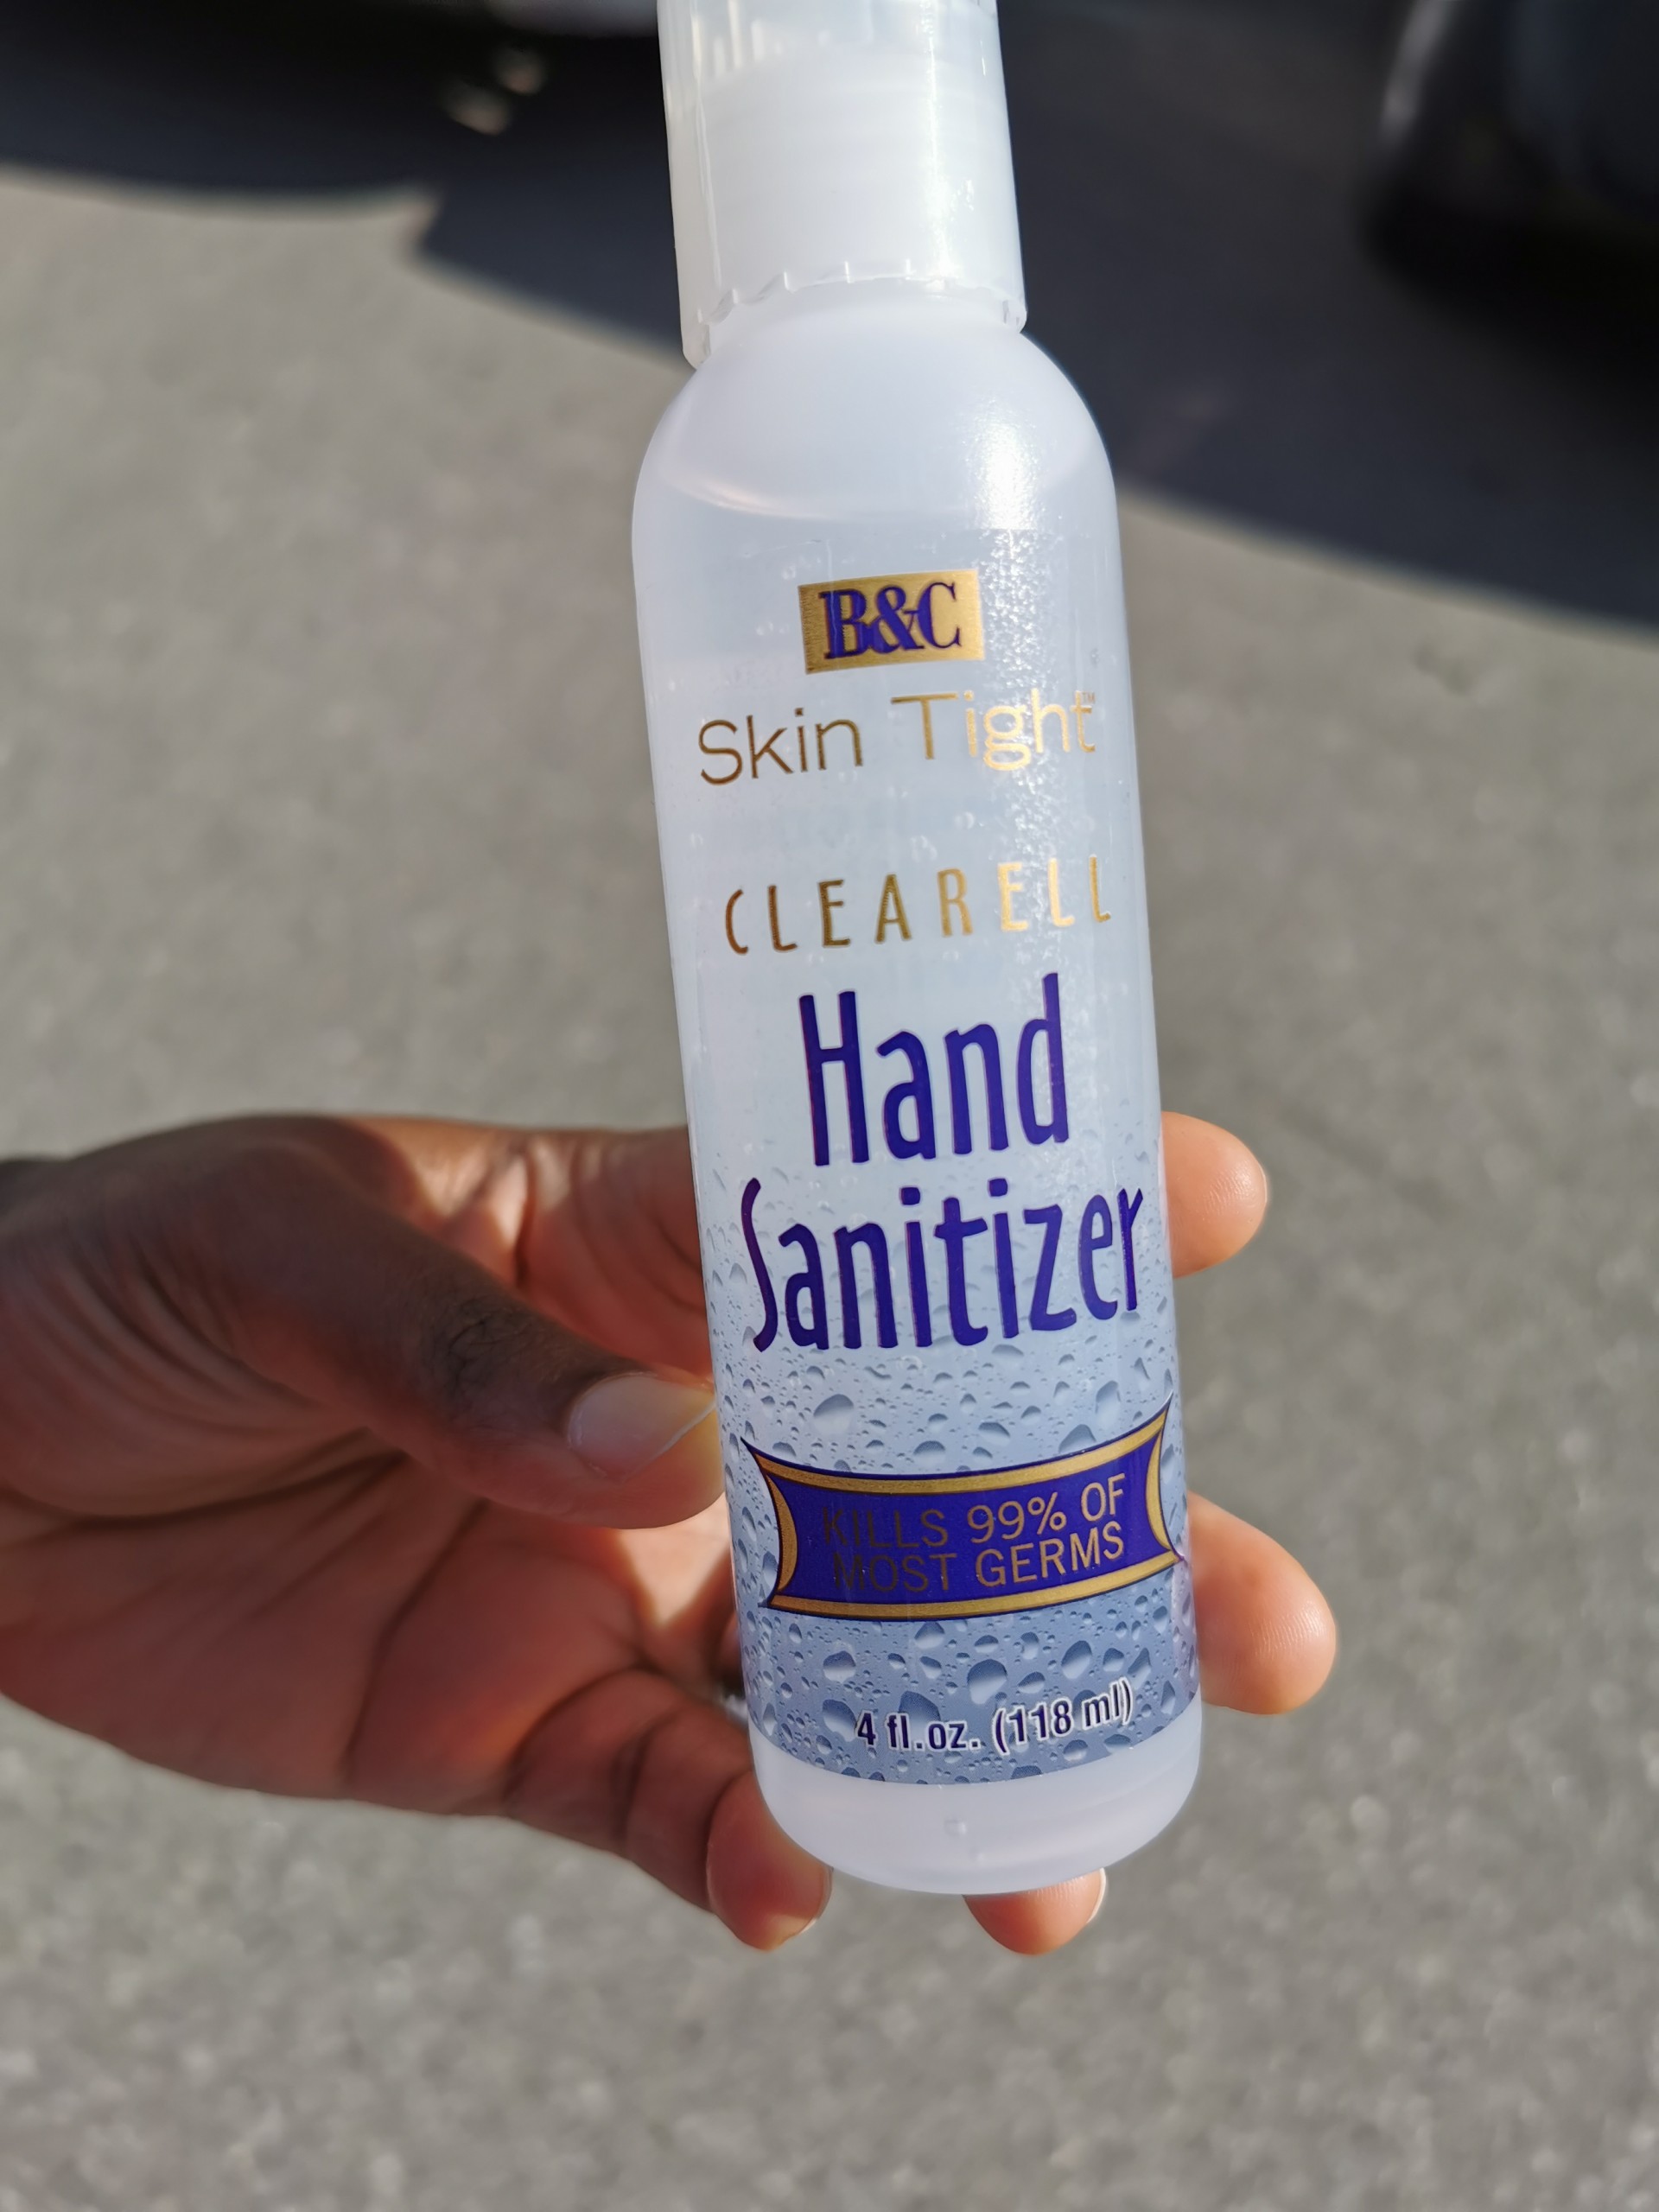 B&C
Skin Tight™
CLEARELL
Hand
Sanitizer
KILLS 99% OF
MOST GERMS
4 fl.oz. (118 ml)